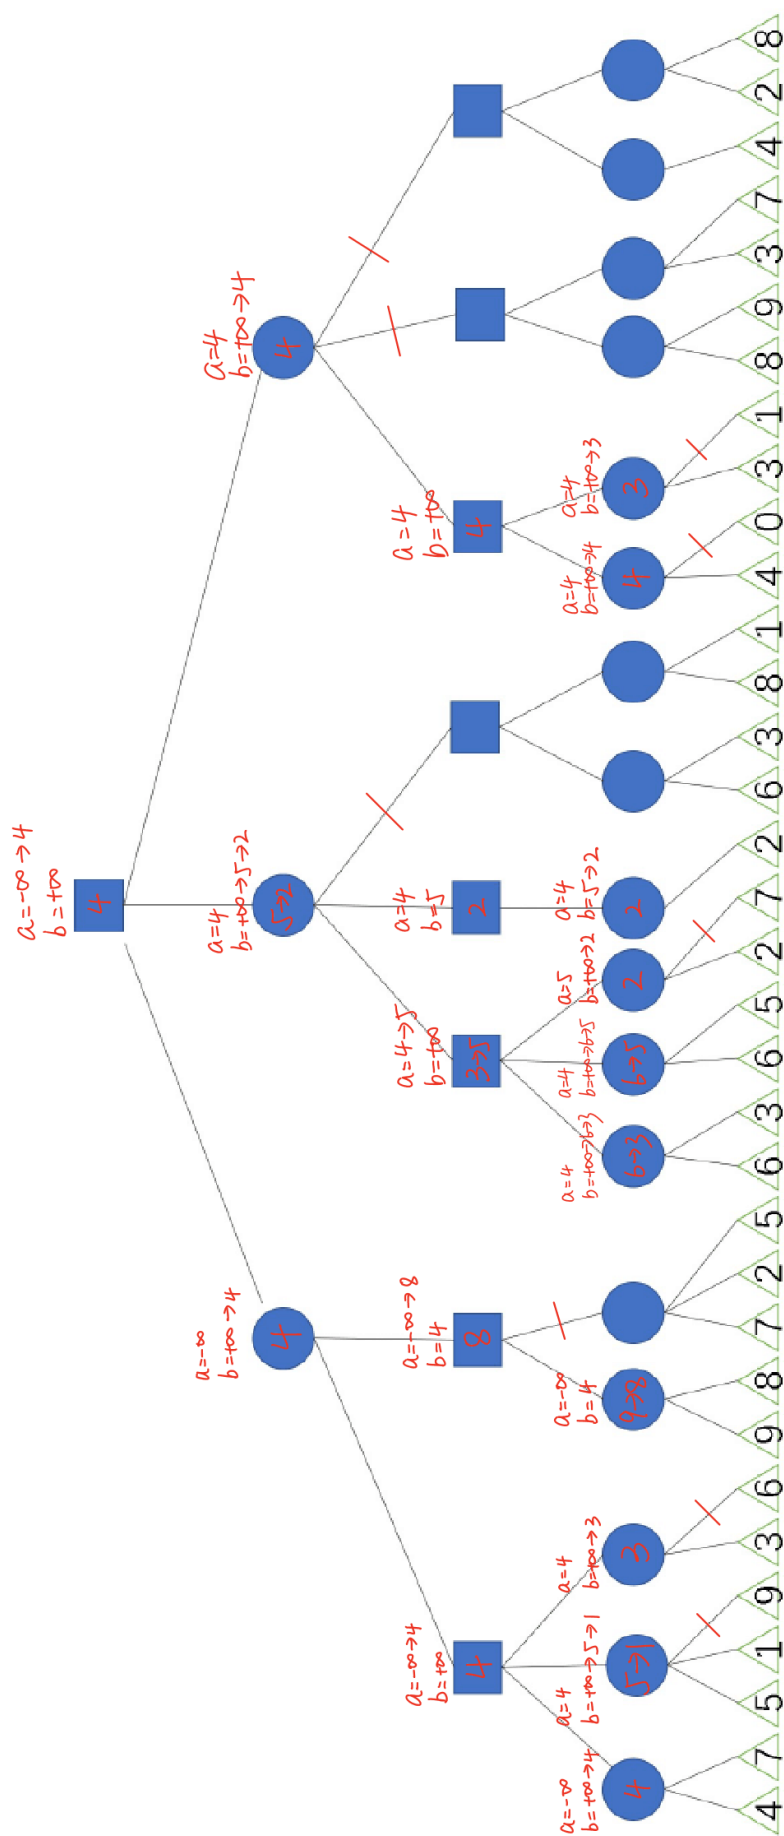 a=-∞→4
b=+∞
4
a=-∞
b=+∞→4
4
a=4
b=+∞→5→2
5→2
a=4
b=+∞→4
4
a=-∞→4
b=+∞
4
a=-∞→8
b=4
8
a=4→5
b=+∞
3→5
a=4
b=5
2
a=4
b=+∞
4
a=-∞
b=+∞→4
4
a=4
b=+∞→5→1
5→1
a=4
b=+∞→3
3
a=-∞
b=4
9→8
a=4
b=+∞→6→3
6→3
a=4
b=+∞→6→5
6→5
a=5
b=+∞→2
2
a=4
b=5→2
2
a=4
b=+∞→4
4
a=4
b=+∞→3
3
4 7 5 1 9 3 6 9 8 7 2 5 6 3 6 5 2 7 2 6 3 8 1 4 0 3 1 8 9 3 7 4 2 8